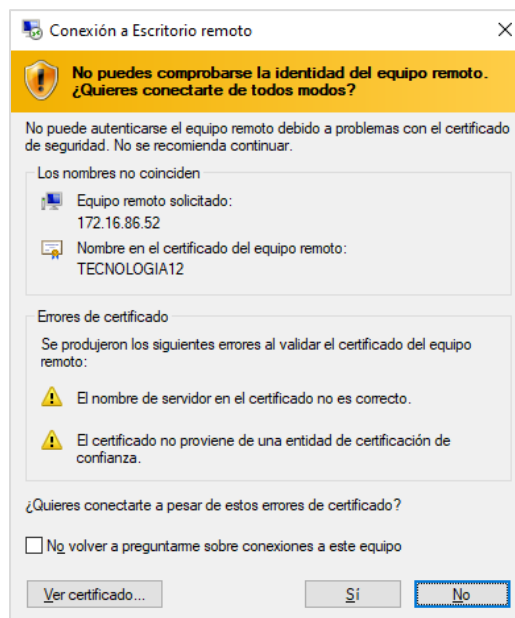 Conexión a Escritorio remoto
No puedes comprobarse la identidad del equipo remoto.
¿Quieres conectarte de todos modos?
No puede autenticarse el equipo remoto debido a problemas con el certificado
de seguridad. No se recomienda continuar.
Los nombres no coinciden
Equipo remoto solicitado:
172.16.86.52
Nombre en el certificado del equipo remoto:
TECNOLOGIA12
Errores de certificado
Se produjeron los siguientes errores al validar el certificado del equipo
remoto:
El nombre de servidor en el certificado no es correcto.
El certificado no proviene de una entidad de certificación de
confianza.
¿Quieres conectarte a pesar de estos errores de certificado?
No volver a preguntarme sobre conexiones a este equipo
Ver certificado...
Sí
No